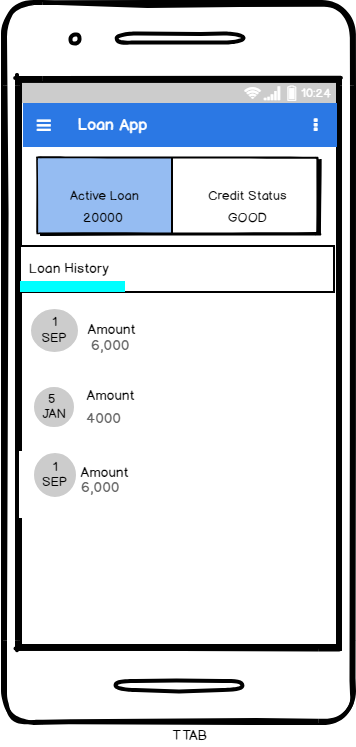 10:24
Loan App
Active Loan
20000
Credit Status
GOOD
Loan History
1
SEP
Amount
6,000
5
JAN
Amount
4000
1
SEP
Amount
6,000
TTAB